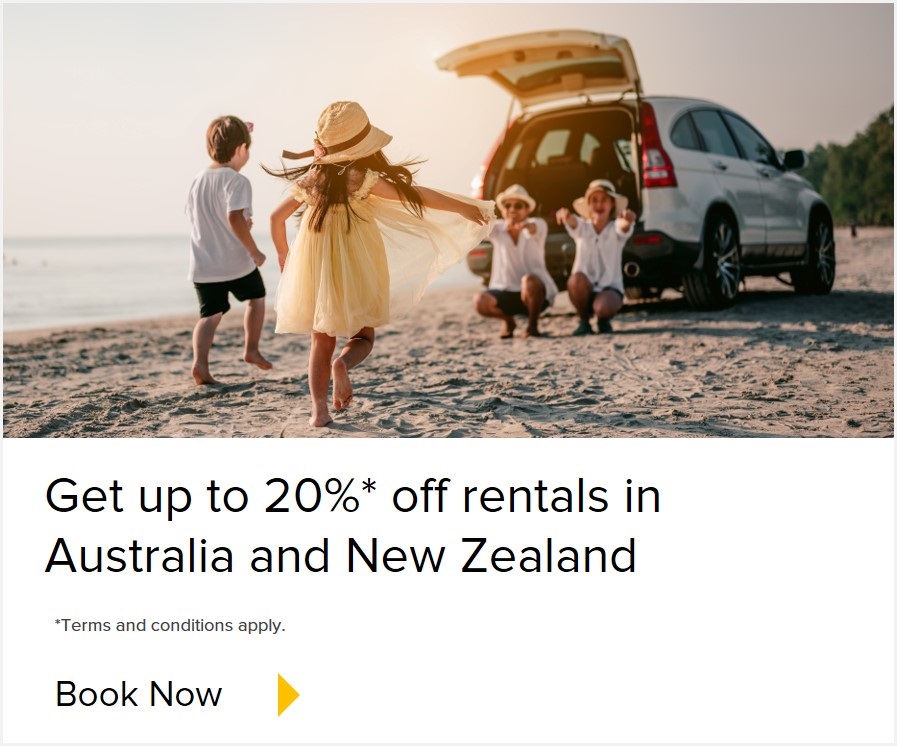 Get up to 20%* off rentals in
Australia and New Zealand
*Terms and conditions apply.
Book Now